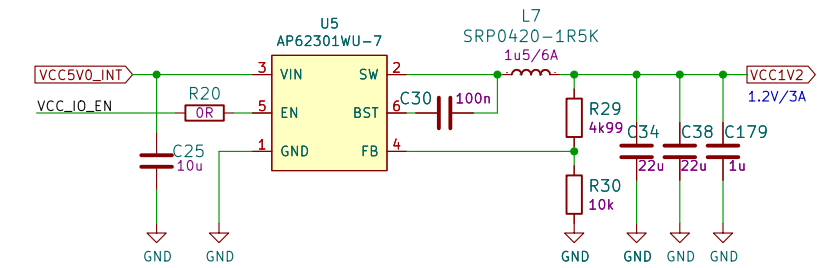 U5
AP62301WU-7
L7
SRP0420-1R5K
1u5/6A
VCC5V0_INT
3
VIN
SW
2
VCC1V2
1.2V/3A
VCC_IO_EN
R20
0R
5
EN
BST
6
C30
100n
R29
4k99
C34
22u
C38
22u
C179
1u
C25
10u
1
GND
FB
4
R30
10k
GND
GND
GND
GND
GND
GND